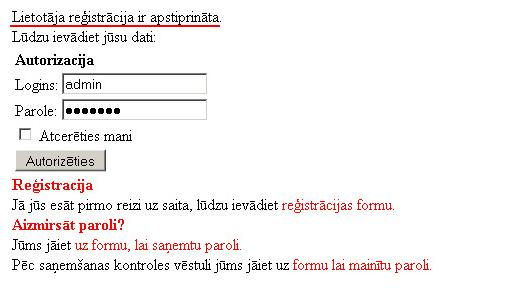 Lietotāja reģistrācija ir apstiprināta.
Lūdzu ievādiet jūsu dati:
Autorizacija
Logins: admin
Parole: ●●●●●●●
Atcerēties mani
Autorizēties
Reģistracija
Jā jūs esāt pirmo reizi uz saita, lūdzu ievādiet reģistrācijas formu.
Aizmirsāt paroli?
Jūms jāiet uz formu, lai saņemtu paroli.
Pēc saņemšanas kontroles vēstuli jūms jāiet uz formu lai mainītu paroli.